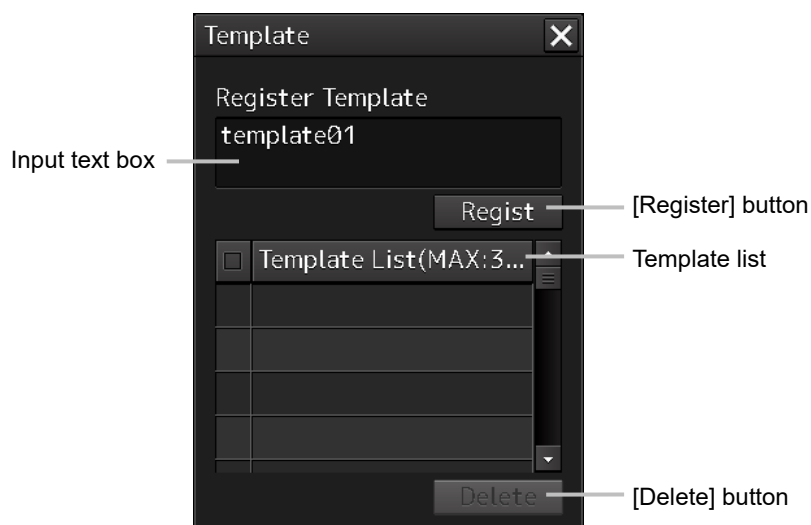 Template
Register Template
template01
Input text box
Regist
[Register] button
Template List(MAX:3...
Template list
Delete
[Delete] button